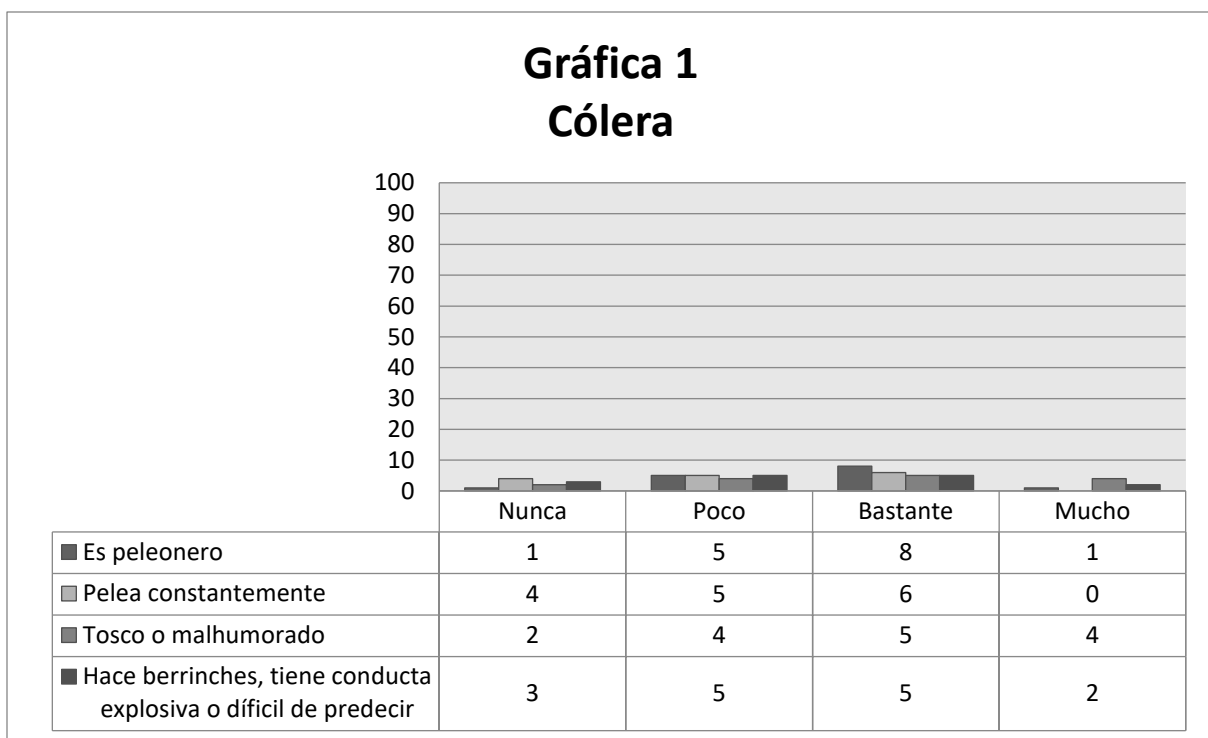 Gráfica 1
Cólera
100
90
80
70
60
50
40
30
20
10
0
Nunca Poco Bastante Mucho
Es peleonero 1 5 8 1
Pelea constantemente 4 5 6 0
Tosco o malhumorado 2 4 5 4
Hace berrinches, tiene conducta
explosiva o díficil de predecir 3 5 5 2